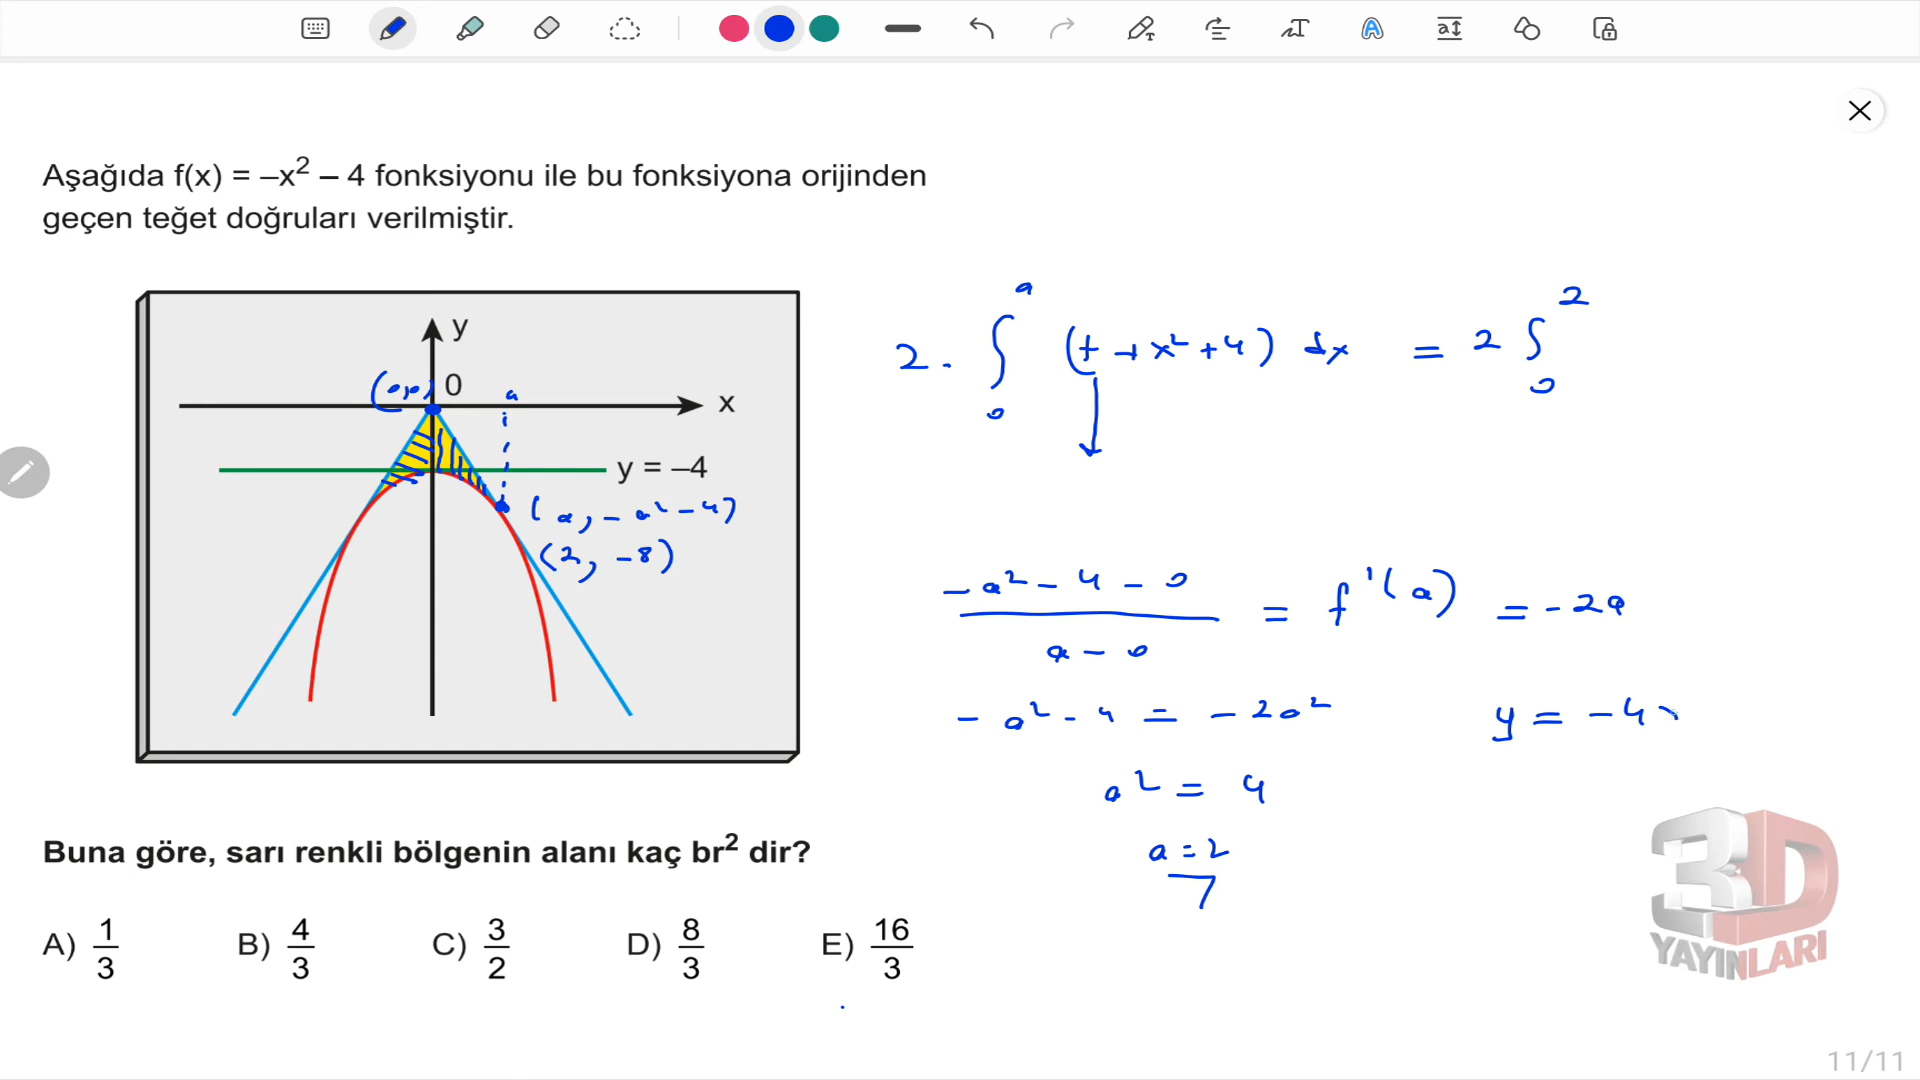 Aşağıda f(x) = –x² – 4 fonksiyonu ile bu fonksiyona orijinden
geçen teğet doğruları verilmiştir.
y
(0,0) 0 a
x
y = –4
(a, -a² - 4)
(2, -8)
2. ∫₀ᵃ (t + x² + 4) dx = 2 ∫₀²
(-a² - 4 - 0)/(a - 0) = f'(a) = -2a
-a² - 4 = -2a² y = -4x
a² = 4
a = 2
Buna göre, sarı renkli bölgenin alanı kaç br² dir?
A) 1/3 B) 4/3 C) 3/2 D) 8/3 E) 16/3
3D
YAYINLARI
11/11